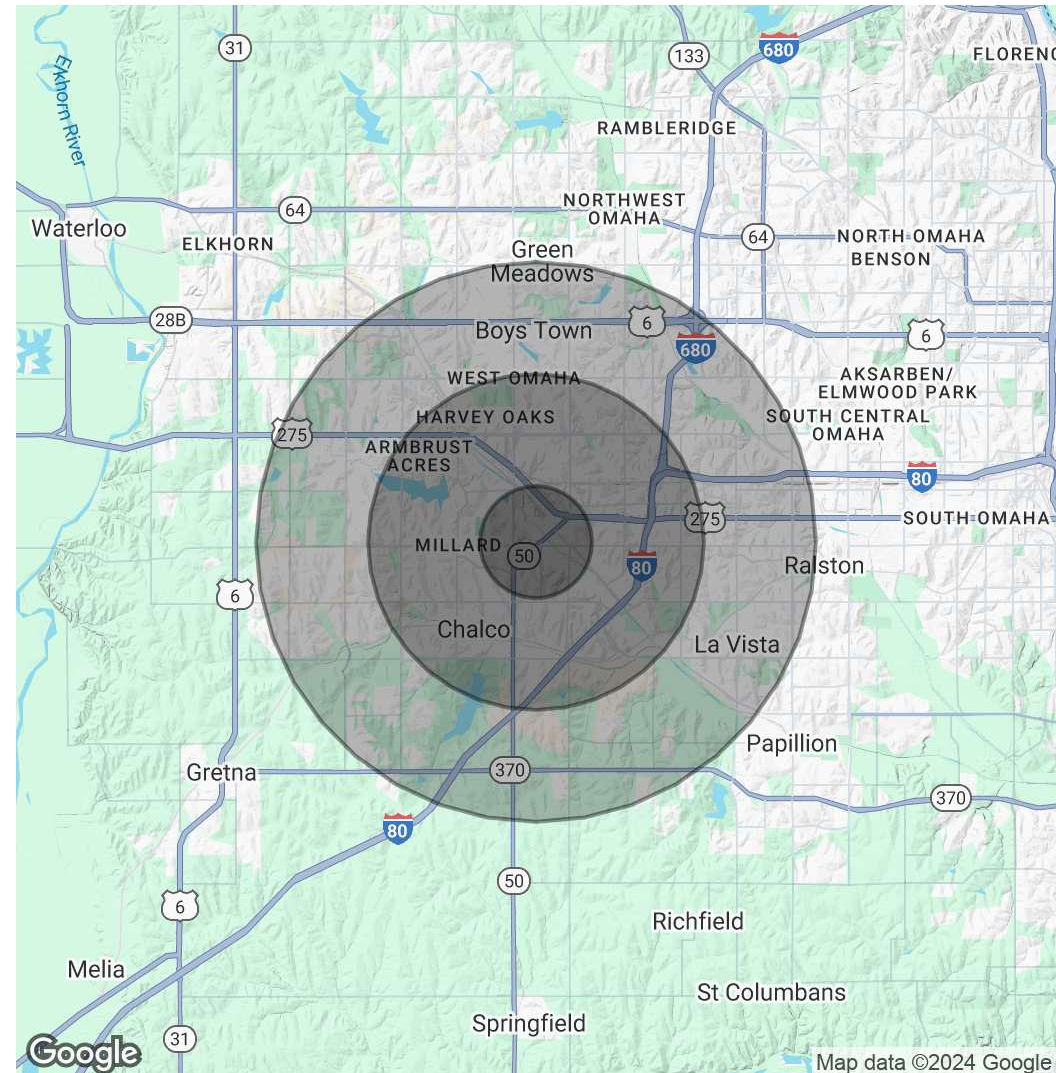 31
133
680
FLORENC
Elkhorn River
RAMBLERIDGE
64
NORTHWEST
OMAHA
Waterloo
ELKHORN
64
NORTH OMAHA
BENSON
Green
Meadows
28B
Boys Town
6
6
680
WEST OMAHA
AKSARBEN/
ELMWOOD PARK
HARVEY OAKS
SOUTH CENTRAL
OMAHA
275
ARMBRUST
ACRES
80
275
SOUTH OMAHA
MILLARD
50
80
Ralston
6
Chalco
La Vista
Papillion
Gretna
370
370
80
50
6
Richfield
Melia
St Columbans
Springfield
31
Google
Map data ©2024 Google